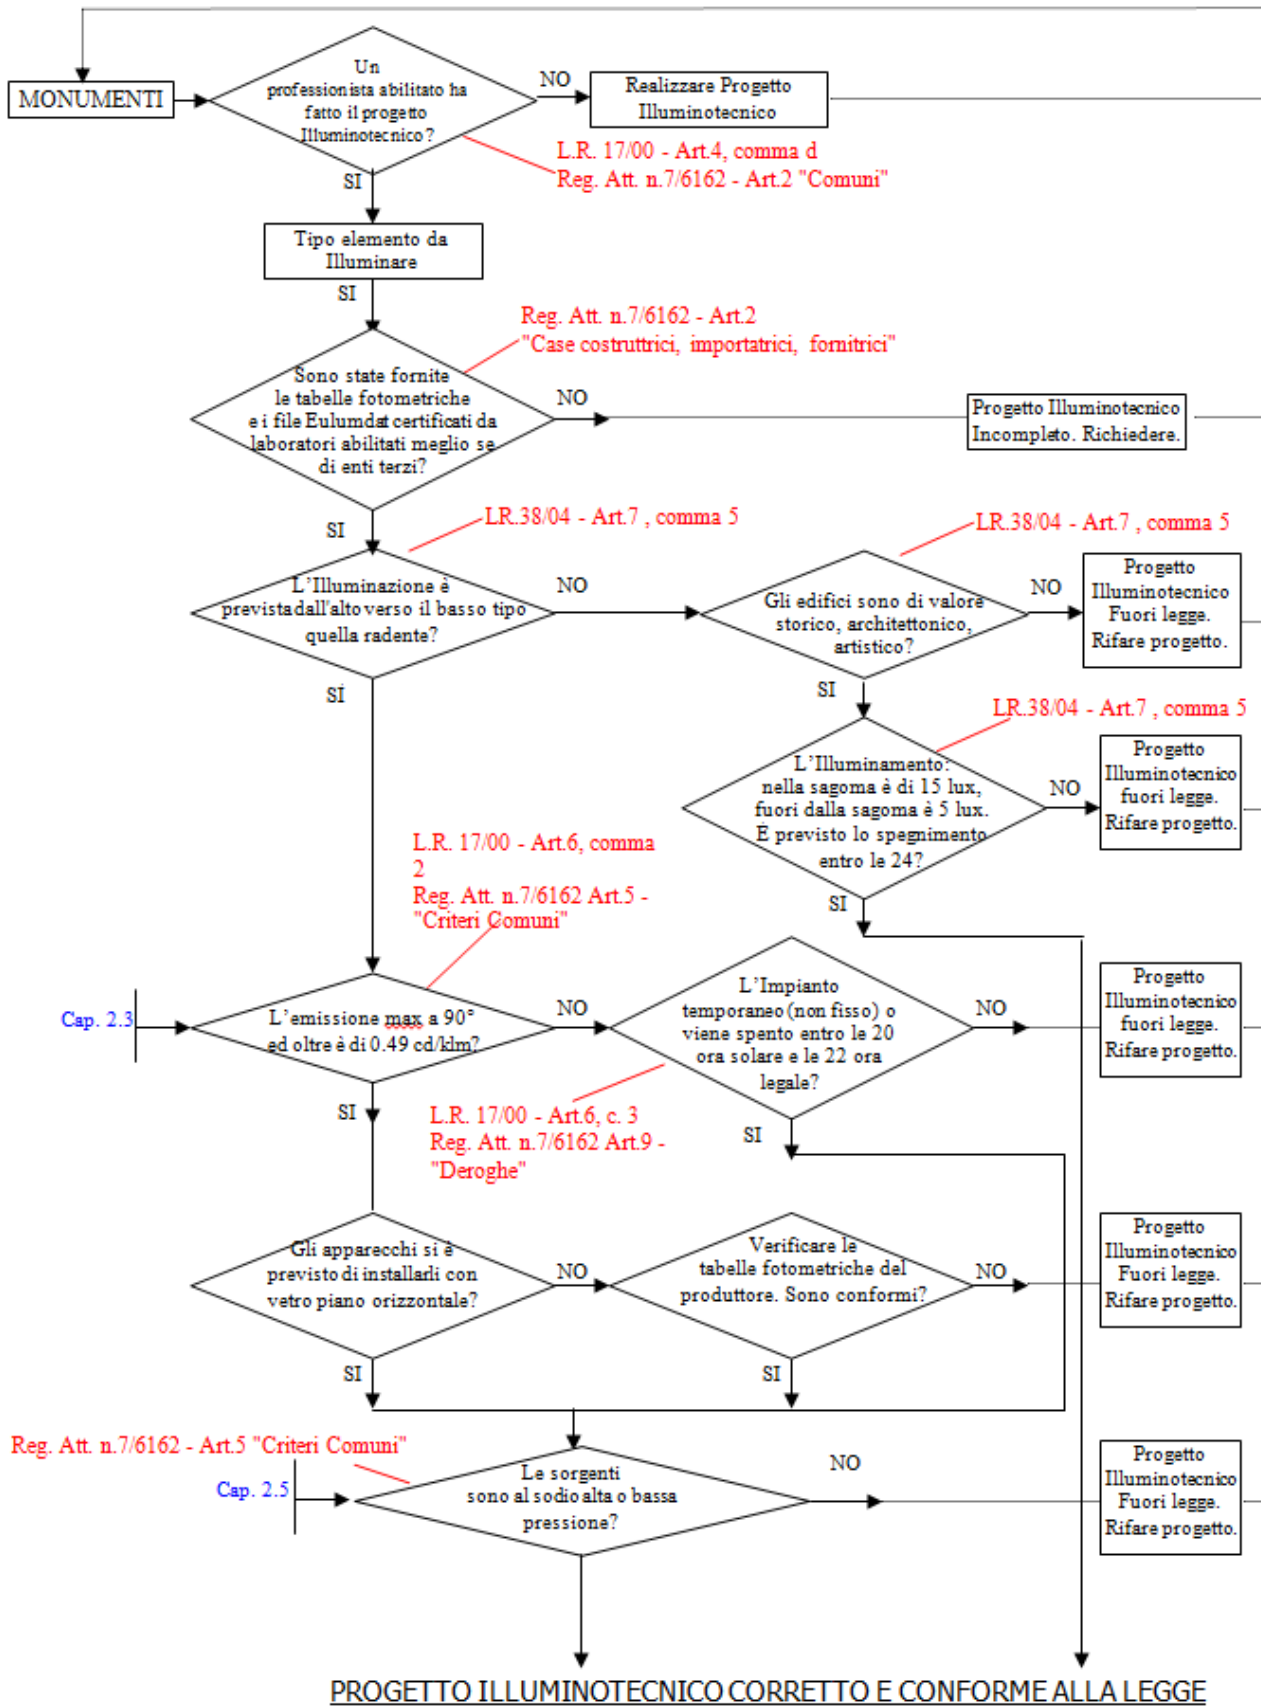 MONUMENTI
Un
professionista abilitato ha
fatto il progetto
Illuminotecnico?
NO
Realizzare Progetto
Illuminotecnico
L.R. 17/00 - Art.4, comma d
Reg. Att. n.7/6162 - Art.2 "Comuni"
SI
Tipo elemento da
Illuminare
SI
Reg. Att. n.7/6162 - Art.2
"Case costruttrici, importatrici, fornitrici"
Sono state fornite
le tabelle fotometriche
e i file Eulumdat certificati da
laboratori abilitati meglio se
di enti terzi?
NO
Progetto Illuminotecnico
Incompleto. Richiedere.
SI
LR.38/04 - Art.7 , comma 5
L'Illuminazione è
prevista dall'alto verso il basso tipo
quella radente?
NO
LR.38/04 - Art.7 , comma 5
Gli edifici sono di valore
storico, architettonico,
artistico?
NO
Progetto
Illuminotecnico
Fuori legge.
Rifare progetto.
SÌ
SI
LR.38/04 - Art.7 , comma 5
L'Illuminamento:
nella sagoma è di 15 lux,
fuori dalla sagoma è 5 lux.
È previsto lo spegnimento
entro le 24?
NO
Progetto
Illuminotecnico
fuori legge.
Rifare progetto.
SI
L.R. 17/00 - Art.6, comma
2
Reg. Att. n.7/6162 Art.5 -
"Criteri Comuni"
Cap. 2.3
L'emissione max a 90°
ed oltre è di 0.49 cd/klm?
NO
L'Impianto
temporaneo (non fisso) o
viene spento entro le 20
ora solare e le 22 ora
legale?
NO
Progetto
Illuminotecnico
fuori legge.
Rifare progetto.
SI
L.R. 17/00 - Art.6, c. 3
Reg. Att. n.7/6162 Art.9 -
"Deroghe"
SI
Gli apparecchi si è
previsto di installarli con
vetro piano orizzontale?
NO
Verificare le
tabelle fotometriche del
produttore. Sono conformi?
NO
Progetto
Illuminotecnico
Fuori legge.
Rifare progetto.
SI
SI
Reg. Att. n.7/6162 - Art.5 "Criteri Comuni"
Cap. 2.5
Le sorgenti
sono al sodio alta o bassa
pressione?
NO
Progetto
Illuminotecnico
Fuori legge.
Rifare progetto.
PROGETTO ILLUMINOTECNICO CORRETTO E CONFORME ALLA LEGGE